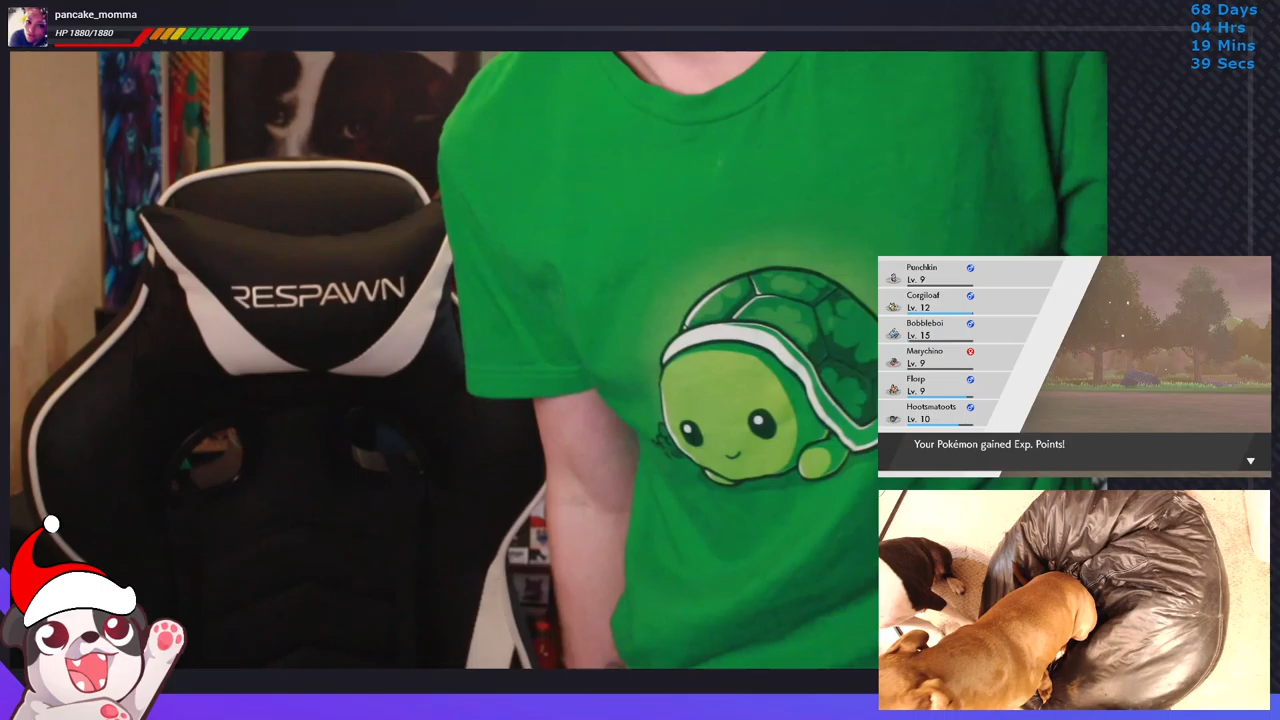 pancake_momma
HP 1880/1880
68 Days
04 Hrs
19 Mins
39 Secs
RESPAWN
Punchkin
Lv. 9
Corgiloaf
Lv. 12
Bobbleboi
Lv. 15
Marychino
Lv. 9
Florp
Lv. 9
Hootsmatoots
Lv. 10
Your Pokémon gained Exp. Points!